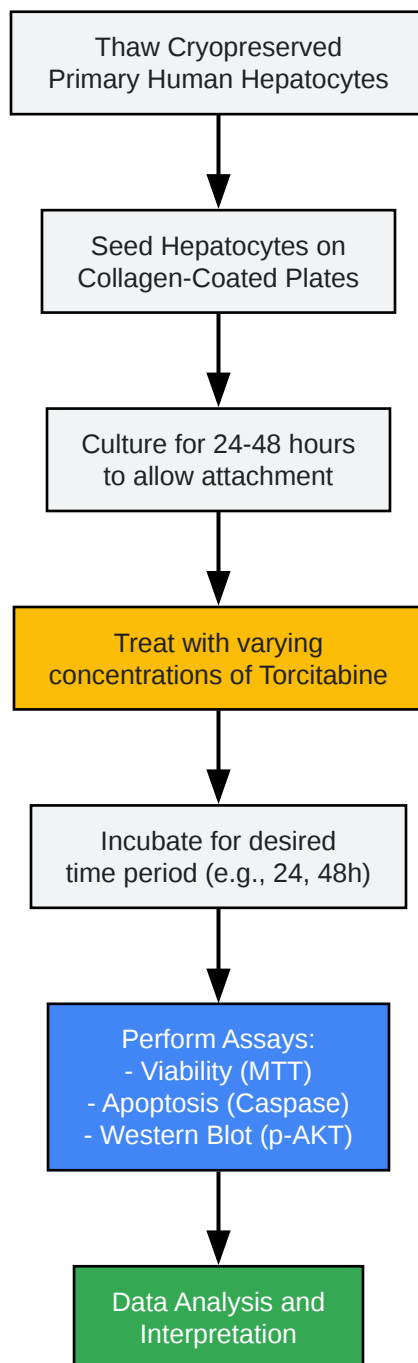 Thaw Cryopreserved
Primary Human Hepatocytes
Seed Hepatocytes on
Collagen-Coated Plates
Culture for 24-48 hours
to allow attachment
Treat with varying
concentrations of Torcitabine
Incubate for desired
time period (e.g., 24, 48h)
Perform Assays:
- Viability (MTT)
- Apoptosis (Caspase)
- Western Blot (p-AKT)
Data Analysis and
Interpretation